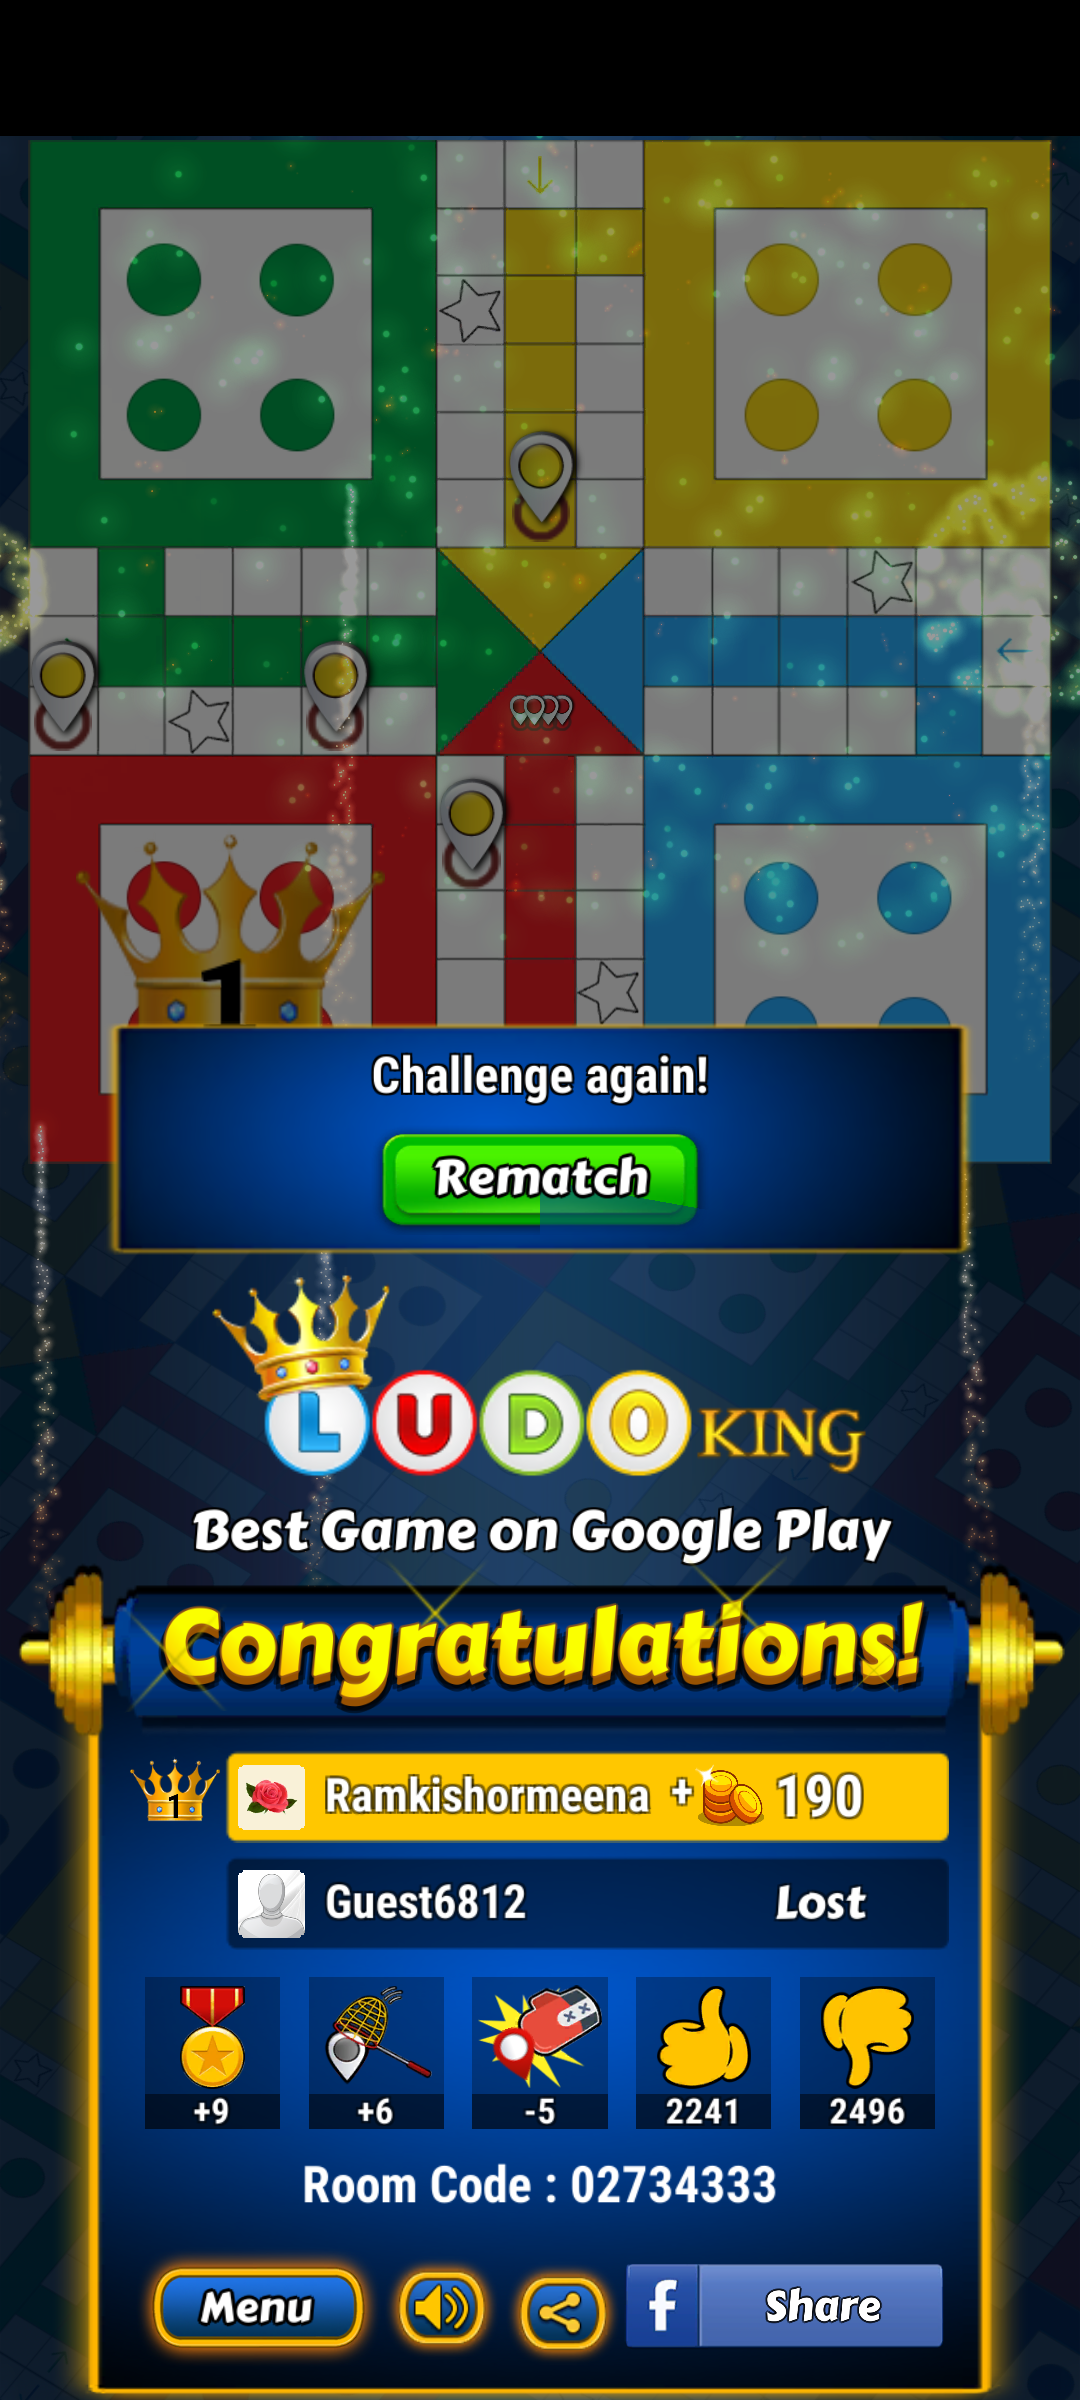 1
Challenge again!
Rematch
LUDO KING
Best Game on Google Play
Congratulations!
1 Ramkishormeena + 190
Guest6812 Lost
+9 +6 -5 2241 2496
Room Code : 02734333
Menu f Share